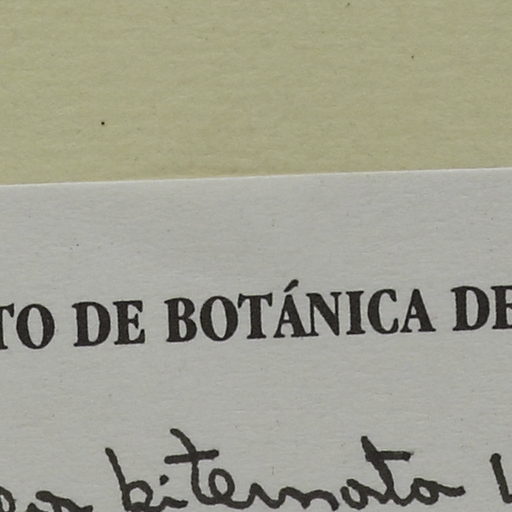 TO DE BOTÁNICA DE
biternata